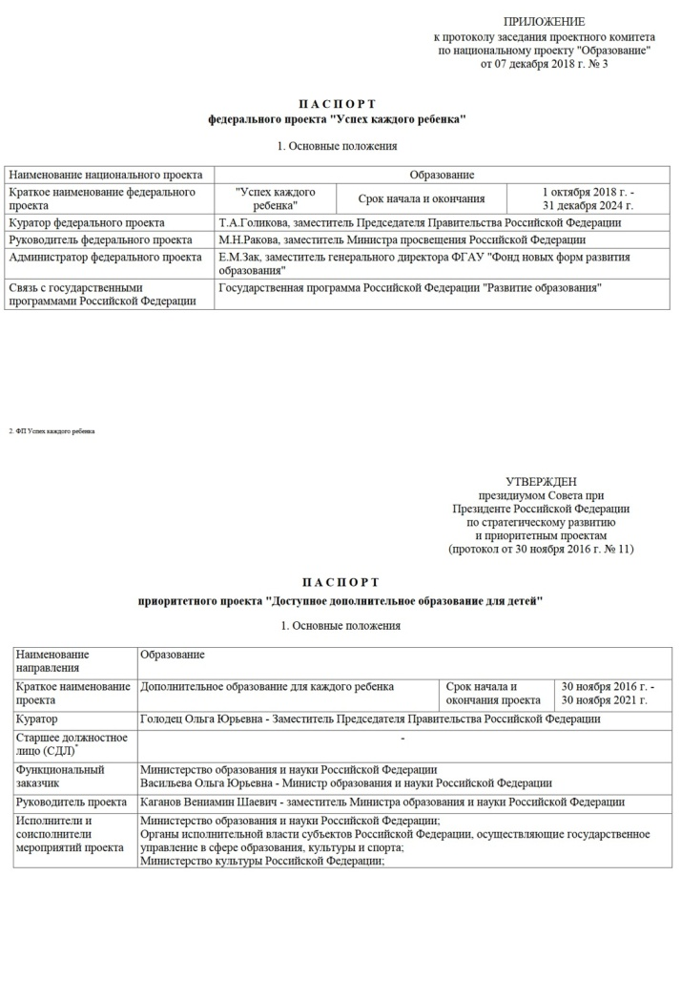 ПРИЛОЖЕНИЕ
к протоколу заседания проектного комитета
по национальному проекту "Образование"
от 07 декабря 2018 г. № 3
П А С П О Р Т
федерального проекта "Успех каждого ребенка"
1. Основные положения
Наименование национального проекта
Образование
Краткое наименование федерального
проекта
"Успех каждого
ребенка"
Срок начала и окончания
1 октября 2018 г. -
31 декабря 2024 г.
Куратор федерального проекта
Т.А.Голикова, заместитель Председателя Правительства Российской Федерации
Руководитель федерального проекта
М.Н.Ракова, заместитель Министра просвещения Российской Федерации
Администратор федерального проекта
Е.М.Зак, заместитель генерального директора ФГАУ "Фонд новых форм развития
образования"
Связь с государственными
программами Российской Федерации
Государственная программа Российской Федерации "Развитие образования"
2. ФП Успех каждого ребенка
УТВЕРЖДЕН
президиумом Совета при
Президенте Российской Федерации
по стратегическому развитию
и приоритетным проектам
(протокол от 30 ноября 2016 г. № 11)
П А С П О Р Т
приоритетного проекта "Доступное дополнительное образование для детей"
1. Основные положения
Наименование
направления
Образование
Краткое наименование
проекта
Дополнительное образование для каждого ребенка
Срок начала и
окончания проекта
30 ноября 2016 г. -
30 ноября 2021 г.
Куратор
Голодец Ольга Юрьевна - Заместитель Председателя Правительства Российской Федерации
Старшее должностное
лицо (СДЛ)*
-
Функциональный
заказчик
Министерство образования и науки Российской Федерации
Васильева Ольга Юрьевна - Министр образования и науки Российской Федерации
Руководитель проекта
Каганов Вениамин Шаевич - заместитель Министра образования и науки Российской Федерации
Исполнители и
соисполнители
мероприятий проекта
Министерство образования и науки Российской Федерации;
Органы исполнительной власти субъектов Российской Федерации, осуществляющие государственное
управление в сфере образования, культуры и спорта;
Министерство культуры Российской Федерации;